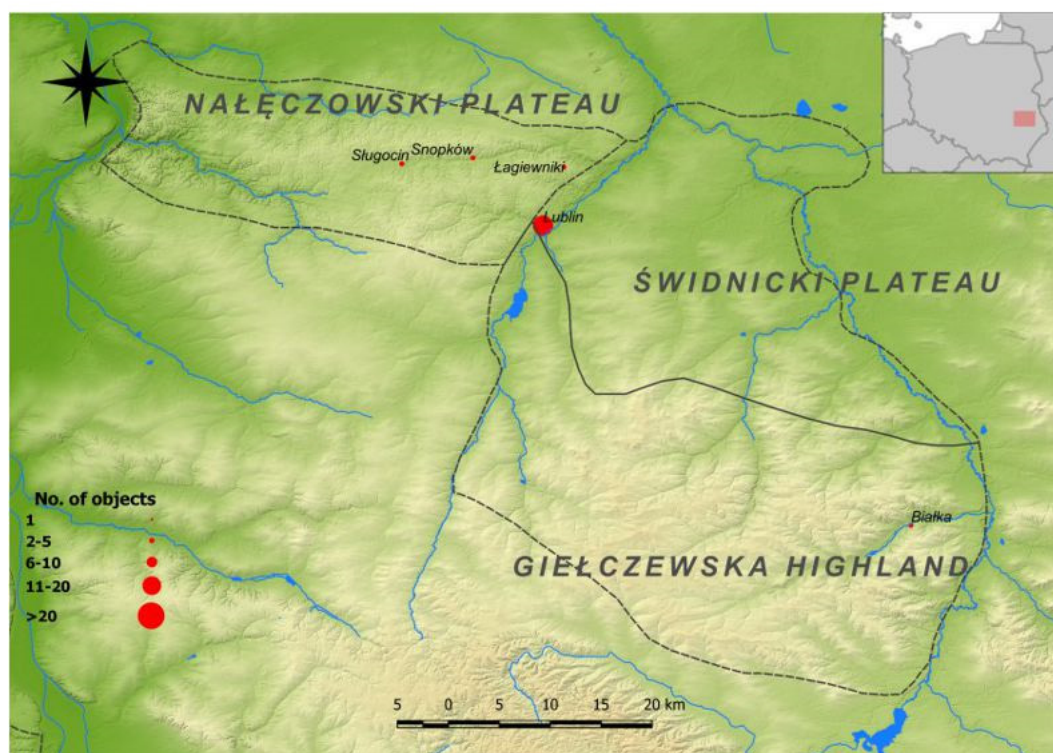 NAŁĘCZOWSKI PLATEAU
Sługocin
Snopków
Łagiewniki
Lublin
ŚWIDNICKI PLATEAU
Białka
GIEŁCZEWSKA HIGHLAND
No. of objects
1
2-5
6-10
11-20
>20
5 0 5 10 15 20 km